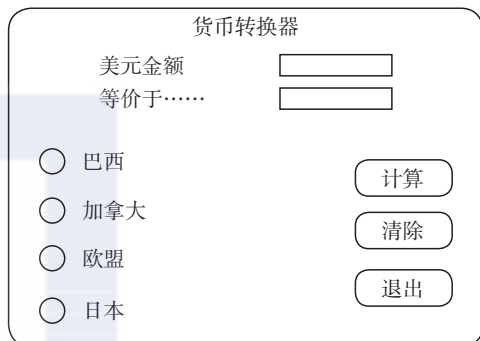 货币转换器
美元金额
等价于……
巴西
加拿大
欧盟
日本
计算
清除
退出